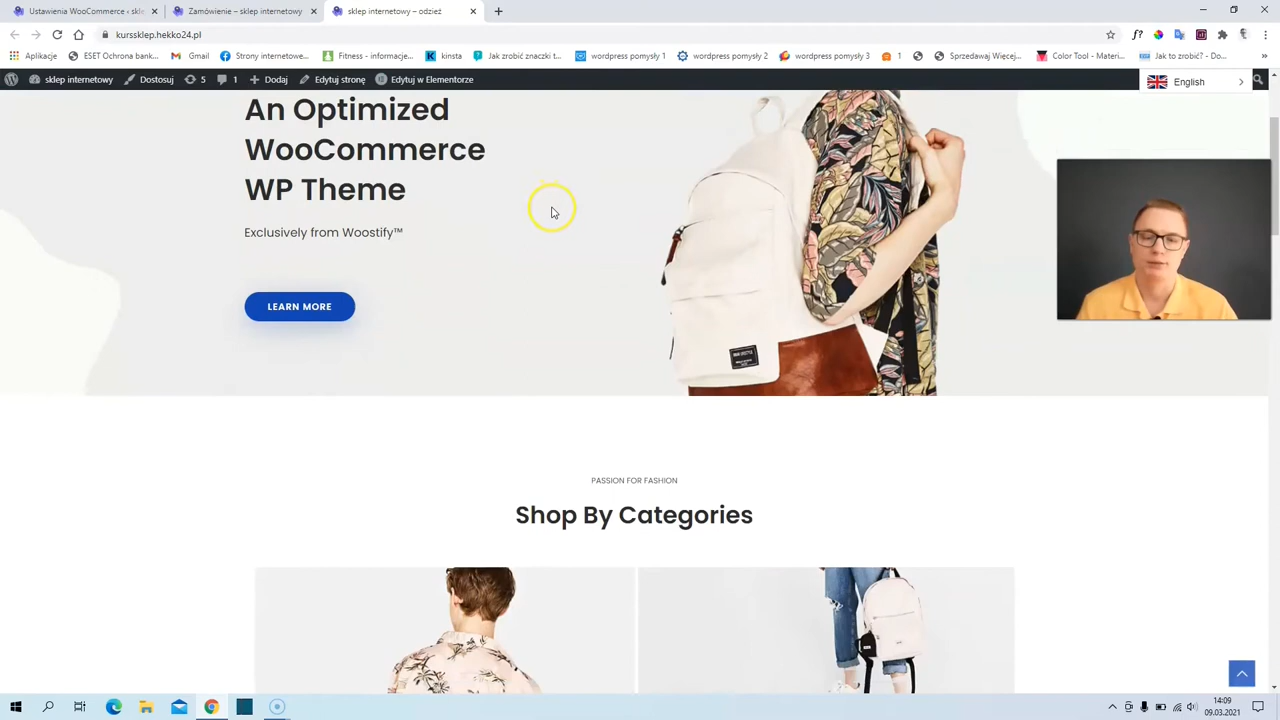 Ustawienia WooCommerce ‹ skle
Zamówienie – sklep internetowy
sklep internetowy – odzież
kurssklep.hekko24.pl
Aplikacje
ESET Ochrona bank...
Gmail
Strony internetowe...
Fitness - informacje...
kinsta
Jak zrobić znaczki t...
wordpress pomysły 1
wordpress pomysły 2
wordpress pomysły 3
1
Sprzedawaj Więcej,...
Color Tool - Materi...
Jak to zrobić? - Do...
sklep internetowy
Dostosuj
5
1
Dodaj
Edytuj stronę
Edytuj w Elementorze
English
An Optimized
WooCommerce
WP Theme
Exclusively from Woostify™
LEARN MORE
PASSION FOR FASHION
Shop By Categories
14:09
09.03.2021